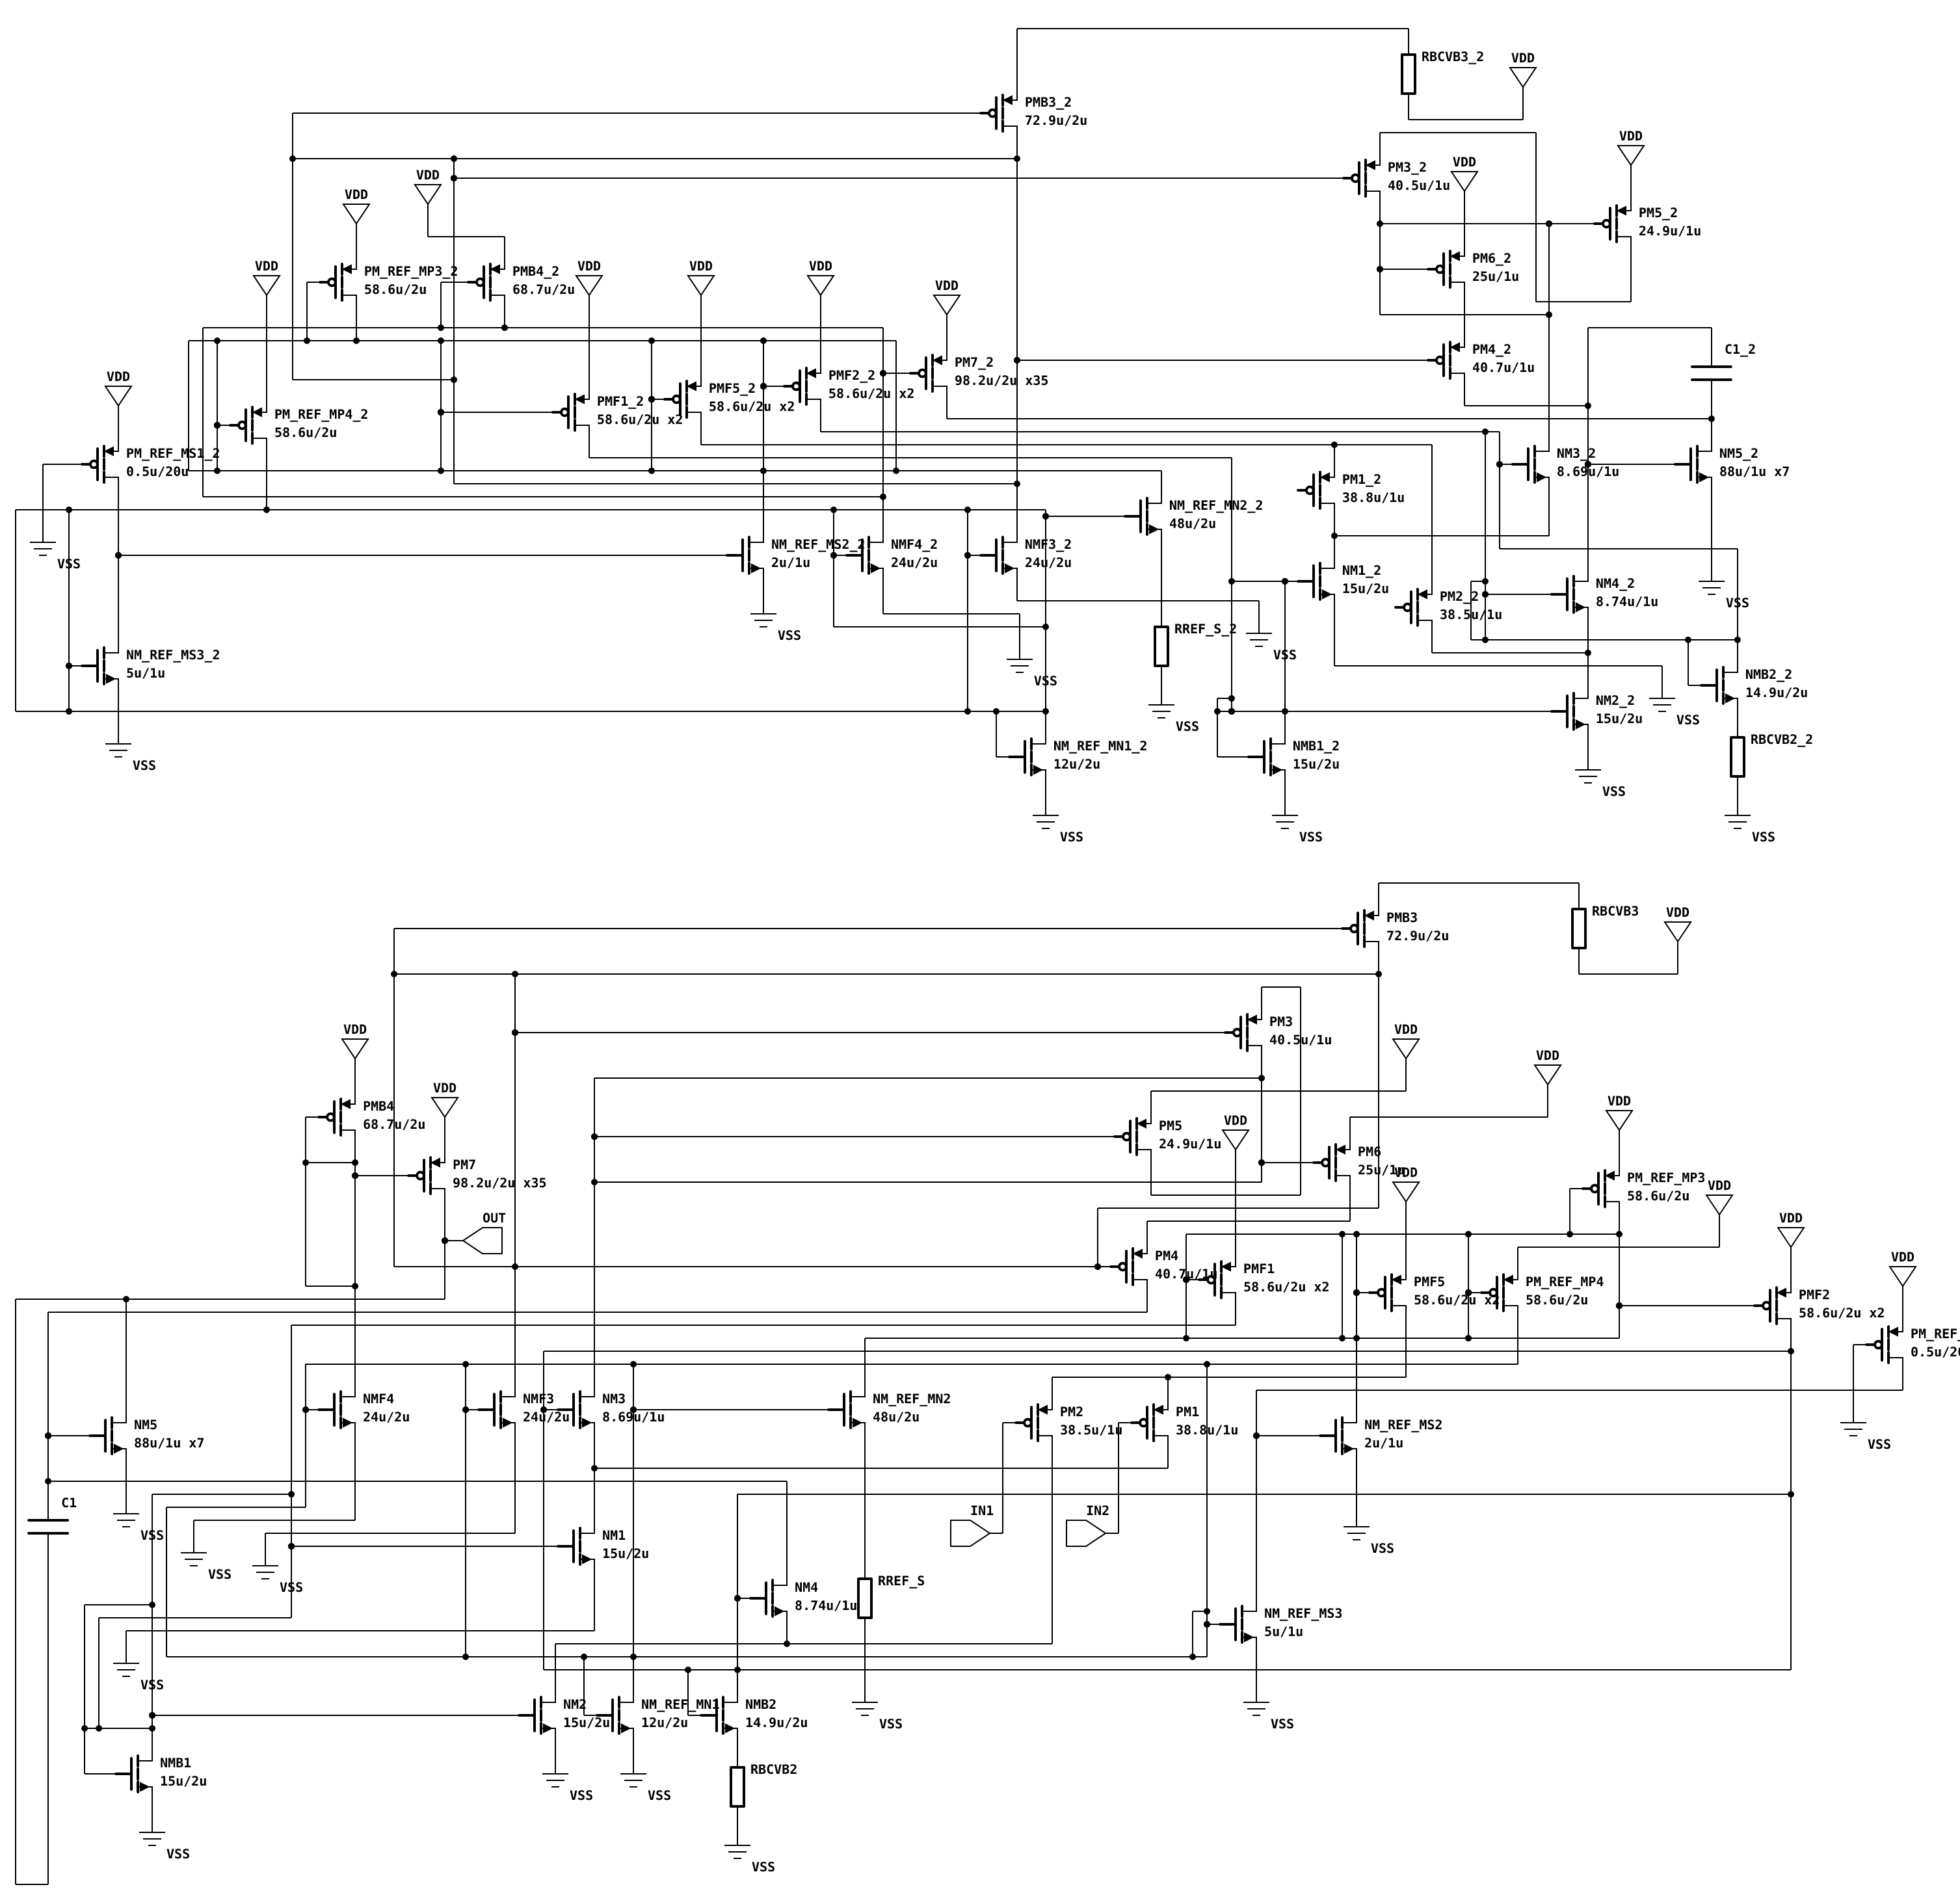 RBCVB3_2
VDD
PMB3_2
72.9u/2u
VDD
PM3_2
40.5u/1u
VDD
VDD
VDD
PM5_2
24.9u/1u
PM6_2
25u/1u
VDD
PM_REF_MP3_2
58.6u/2u
PMB4_2
68.7u/2u
VDD
VDD
VDD
VDD
PM4_2
40.7u/1u
C1_2
PM7_2
98.2u/2u x35
VDD
PMF5_2
58.6u/2u x2
PMF2_2
58.6u/2u x2
PMF1_2
58.6u/2u x2
PM_REF_MP4_2
58.6u/2u
PM_REF_MS1_2
0.5u/20u
NM3_2
8.69u/1u
NM5_2
88u/1u x7
PM1_2
38.8u/1u
NM_REF_MN2_2
48u/2u
VSS
NM_REF_MS2_2
2u/1u
NMF4_2
24u/2u
NMF3_2
24u/2u
NM1_2
15u/2u
PM2_2
38.5u/1u
NM4_2
8.74u/1u
VSS
VSS
RREF_S_2
VSS
NM_REF_MS3_2
5u/1u
VSS
NMB2_2
14.9u/2u
NM2_2
15u/2u
VSS
VSS
RBCVB2_2
NM_REF_MN1_2
12u/2u
NMB1_2
15u/2u
VSS
VSS
VSS
VSS
VSS
RBCVB3
VDD
PMB3
72.9u/2u
PM3
40.5u/1u
VDD
VDD
VDD
VDD
PMB4
68.7u/2u
VDD
PM5
24.9u/1u
VDD
PM6
25u/1u
VDD
PM7
98.2u/2u x35
PM_REF_MP3
58.6u/2u
VDD
OUT
VDD
PM4
40.7u/1u
PMF1
58.6u/2u x2
VDD
PMF5
58.6u/2u x2
PM_REF_MP4
58.6u/2u
PMF2
58.6u/2u x2
PM_REF_
0.5u/20
NMF4
24u/2u
NMF3
24u/2u
NM3
8.69u/1u
NM_REF_MN2
48u/2u
PM2
38.5u/1u
PM1
38.8u/1u
NM5
88u/1u x7
NM_REF_MS2
2u/1u
VSS
C1
IN1
IN2
VSS
NM1
15u/2u
VSS
VSS
VSS
NM4
8.74u/1u
RREF_S
NM_REF_MS3
5u/1u
VSS
NM2
15u/2u
NM_REF_MN1
12u/2u
NMB2
14.9u/2u
VSS
VSS
NMB1
15u/2u
RBCVB2
VSS
VSS
VSS
VSS